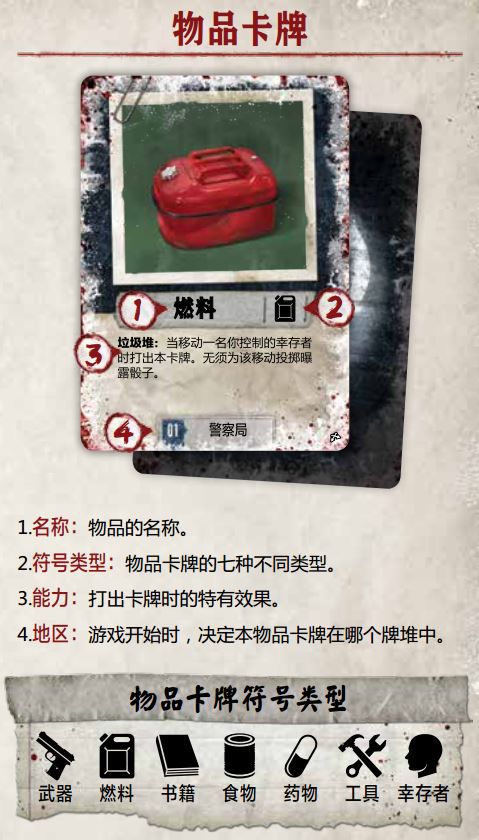 物品卡牌
1 燃料 2
3 垃圾堆：当移动一名你控制的幸存者
时打出本卡牌。无须为该移动投掷曝
露骰子。
4 01 警察局
1.名称：物品的名称。
2.符号类型：物品卡牌的七种不同类型。
3.能力：打出卡牌时的特有效果。
4.地区：游戏开始时，决定本物品卡牌在哪个牌堆中。
物品卡牌符号类型
武器 燃料 书籍 食物 药物 工具 幸存者